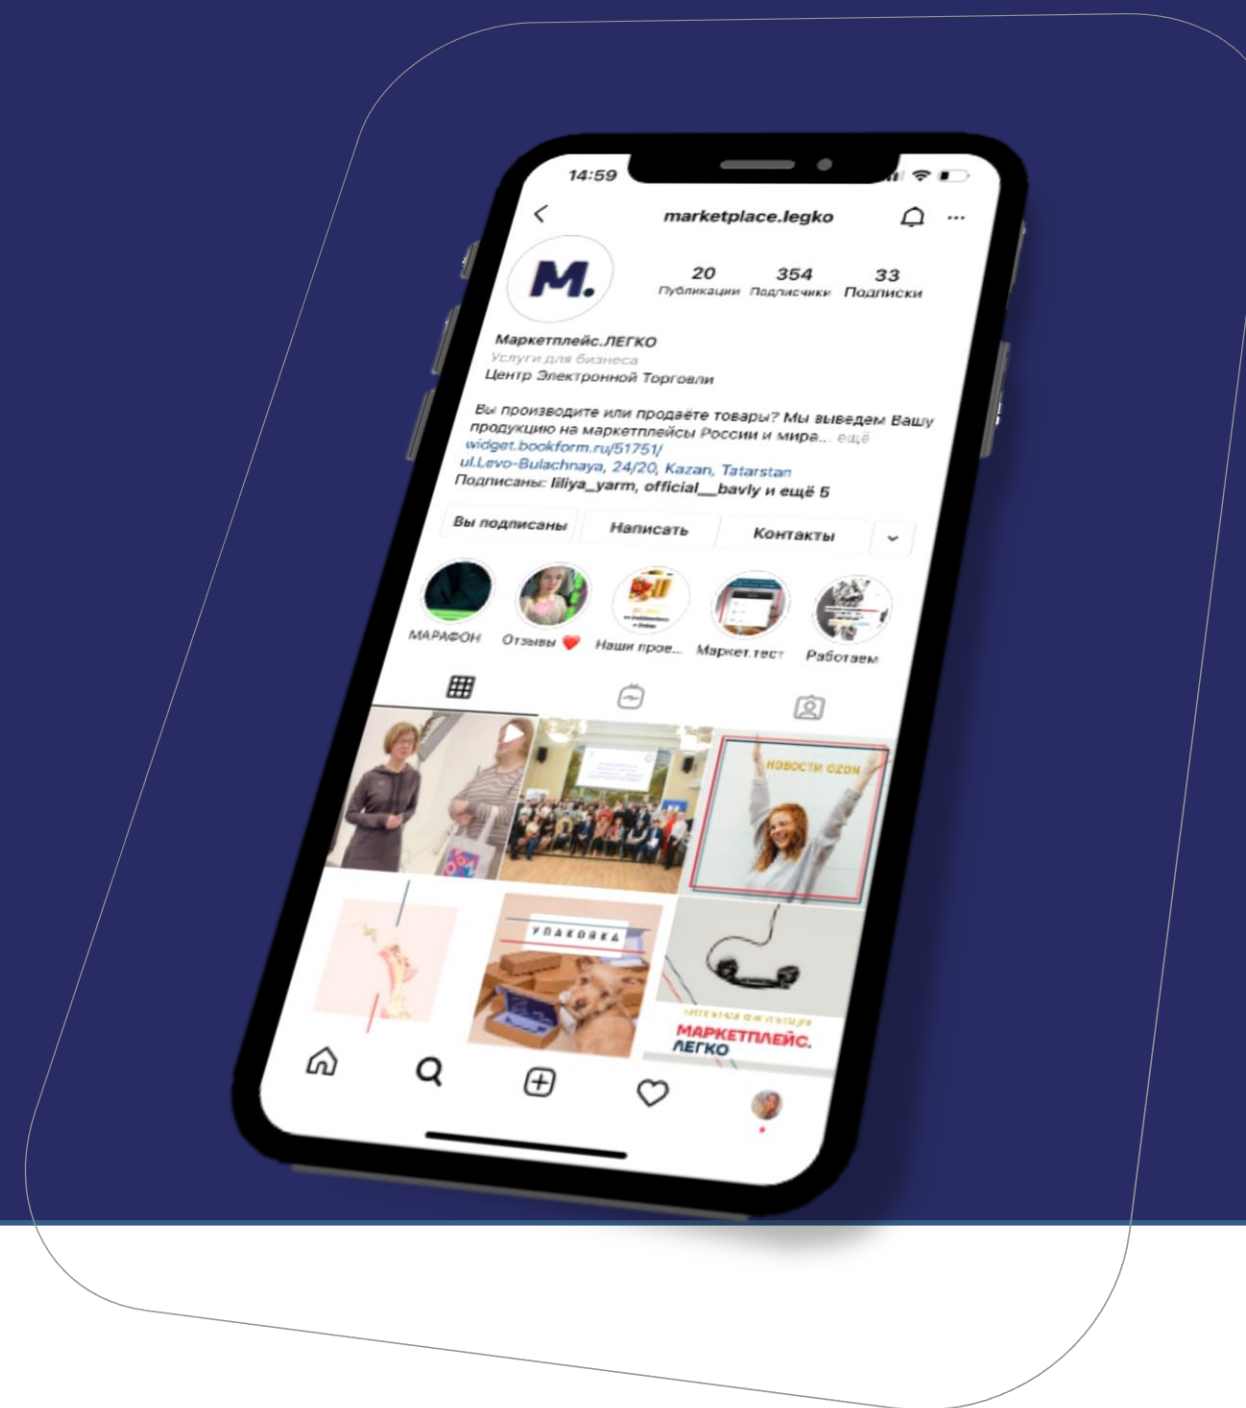 14:59
marketplace.legko
M.
20 354 33
Публикации Подписчики Подписки
Маркетплейс.ЛЕГКО
Услуги для бизнеса
Центр Электронной Торговли
Вы производите или продаёте товары? Мы выведем Вашу
продукцию на маркетплейсы России и мира... ещё
widget.bookform.ru/51751/
ul.Levo-Bulachnaya, 24/20, Kazan, Tatarstan
Подписаны: liliya_yarm, official__bavly и ещё 5
Вы подписаны Написать Контакты
МАРАФОН Отзывы ❤️ Наши прое... Маркет.тест Работаем
НОВОСТИ OZON
УПАКОВКА
МАРКЕТПЛЕЙС.
ЛЕГКО